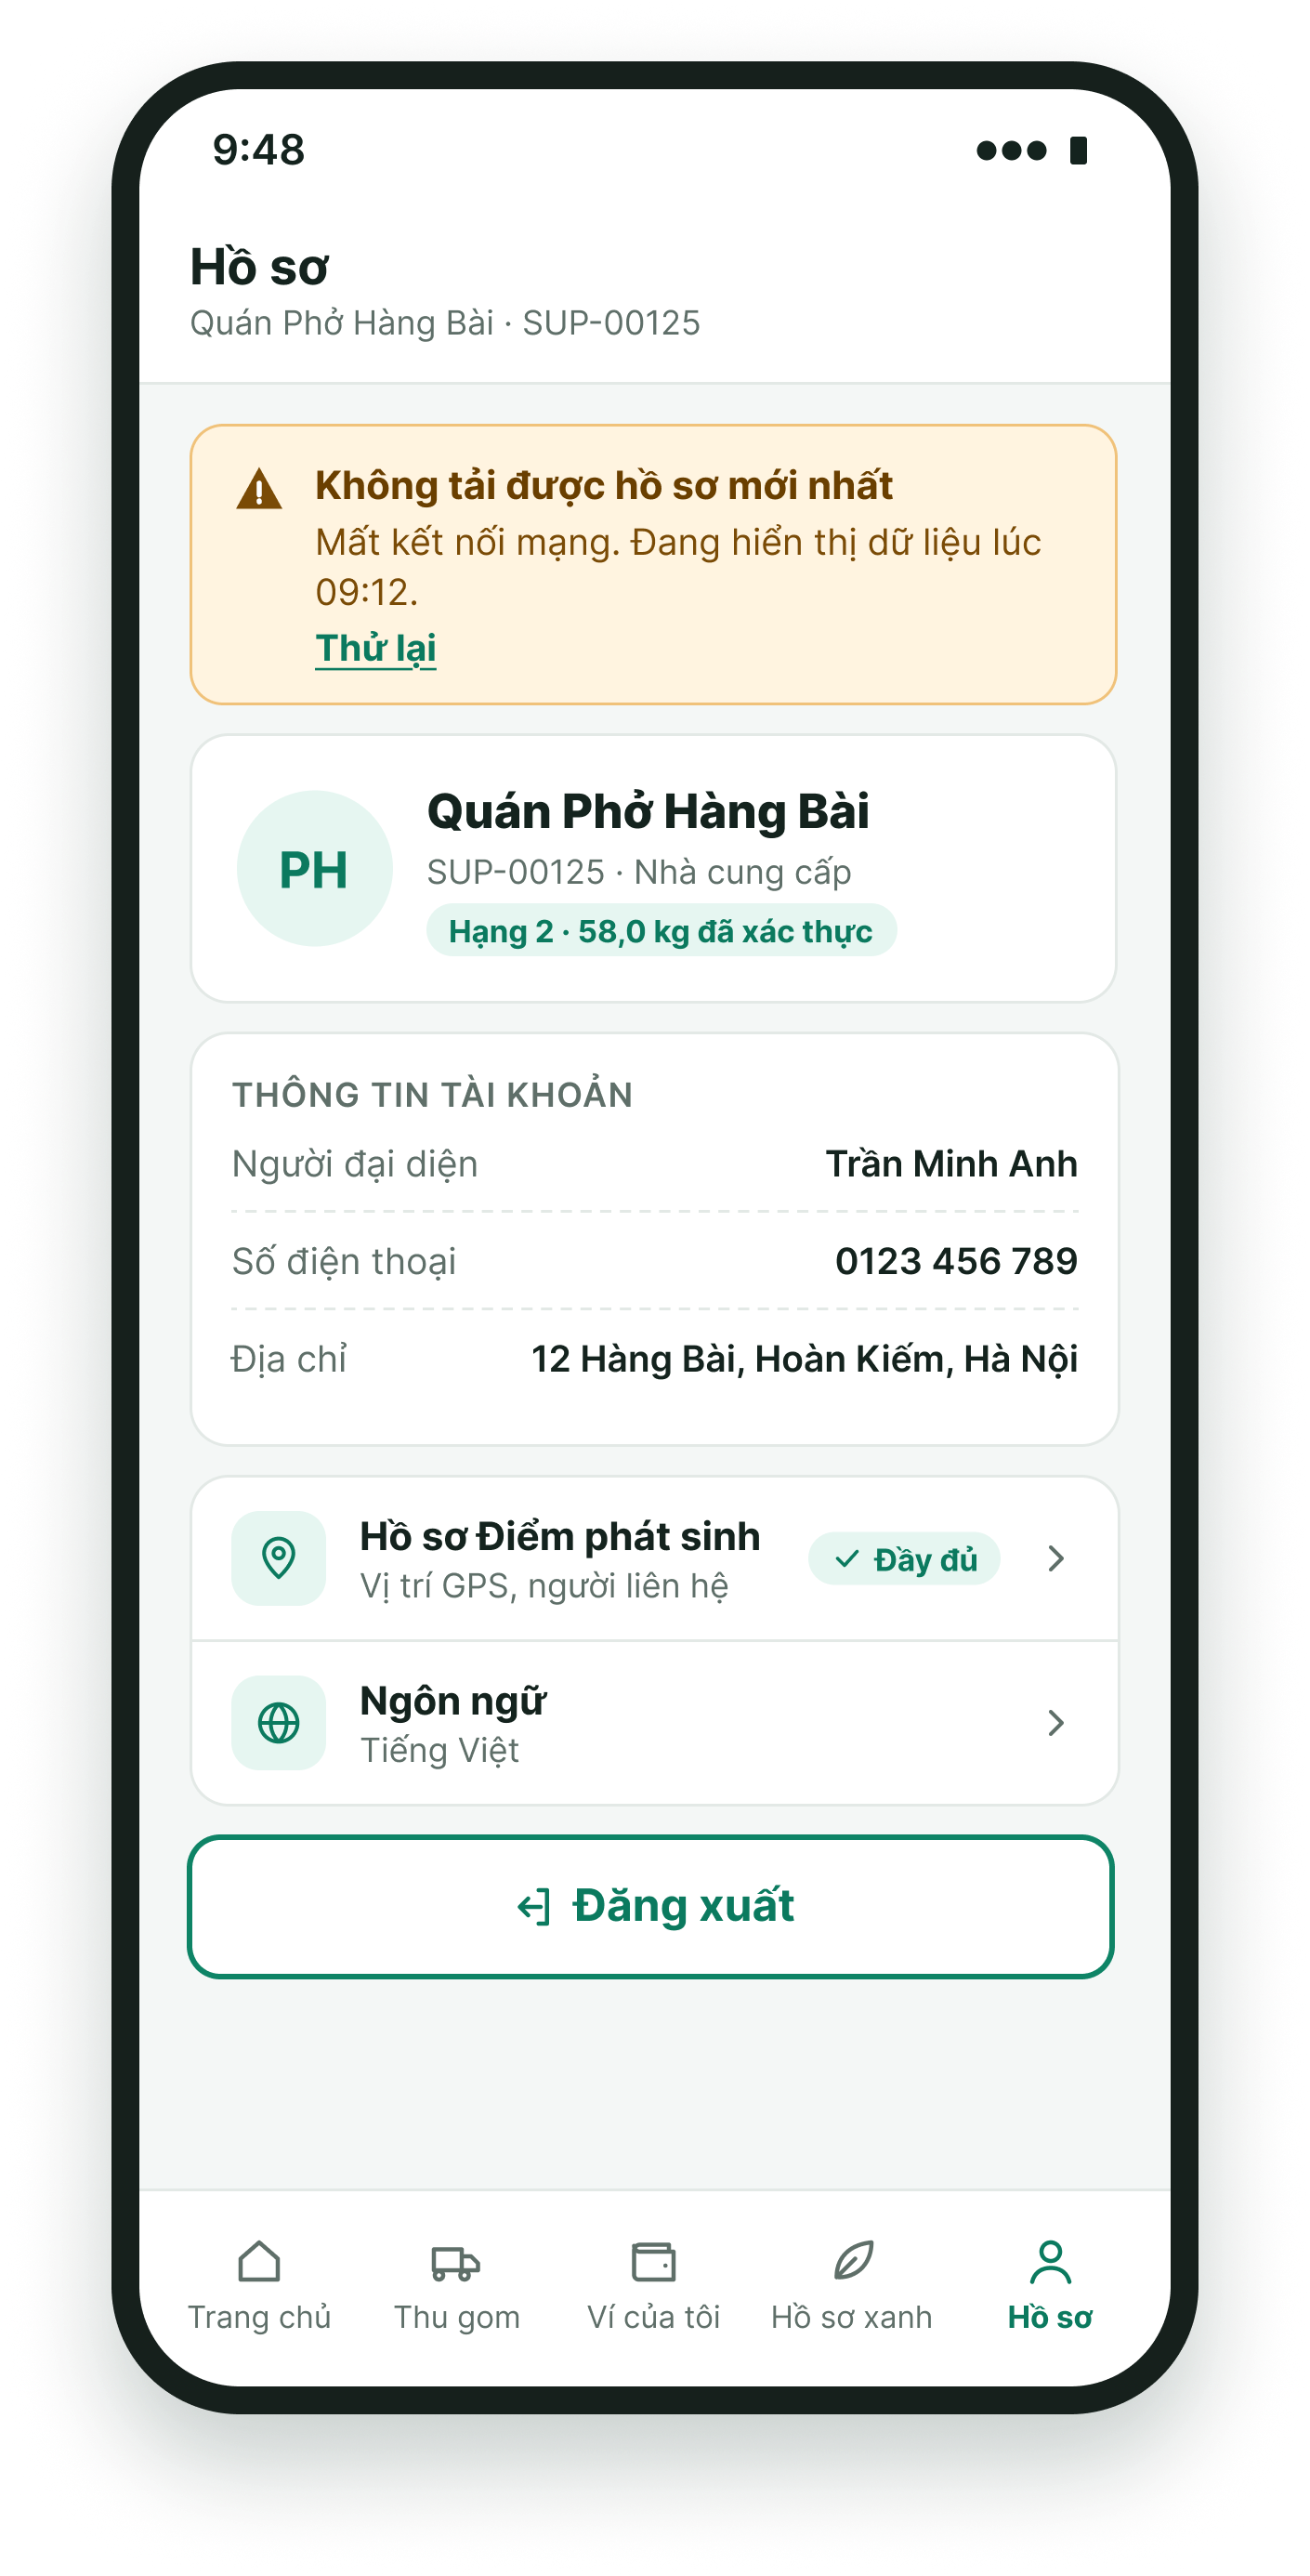 9:48
Hồ sơ
Quán Phở Hàng Bài · SUP-00125
Không tải được hồ sơ mới nhất
Mất kết nối mạng. Đang hiển thị dữ liệu lúc
09:12.
Thử lại
PH
Quán Phở Hàng Bài
SUP-00125 · Nhà cung cấp
Hạng 2 · 58,0 kg đã xác thực
THÔNG TIN TÀI KHOẢN
Người đại diện Trần Minh Anh
Số điện thoại 0123 456 789
Địa chỉ 12 Hàng Bài, Hoàn Kiếm, Hà Nội
Hồ sơ Điểm phát sinh
Vị trí GPS, người liên hệ
Đầy đủ
Ngôn ngữ
Tiếng Việt
Đăng xuất
Trang chủ Thu gom Ví của tôi Hồ sơ xanh Hồ sơ